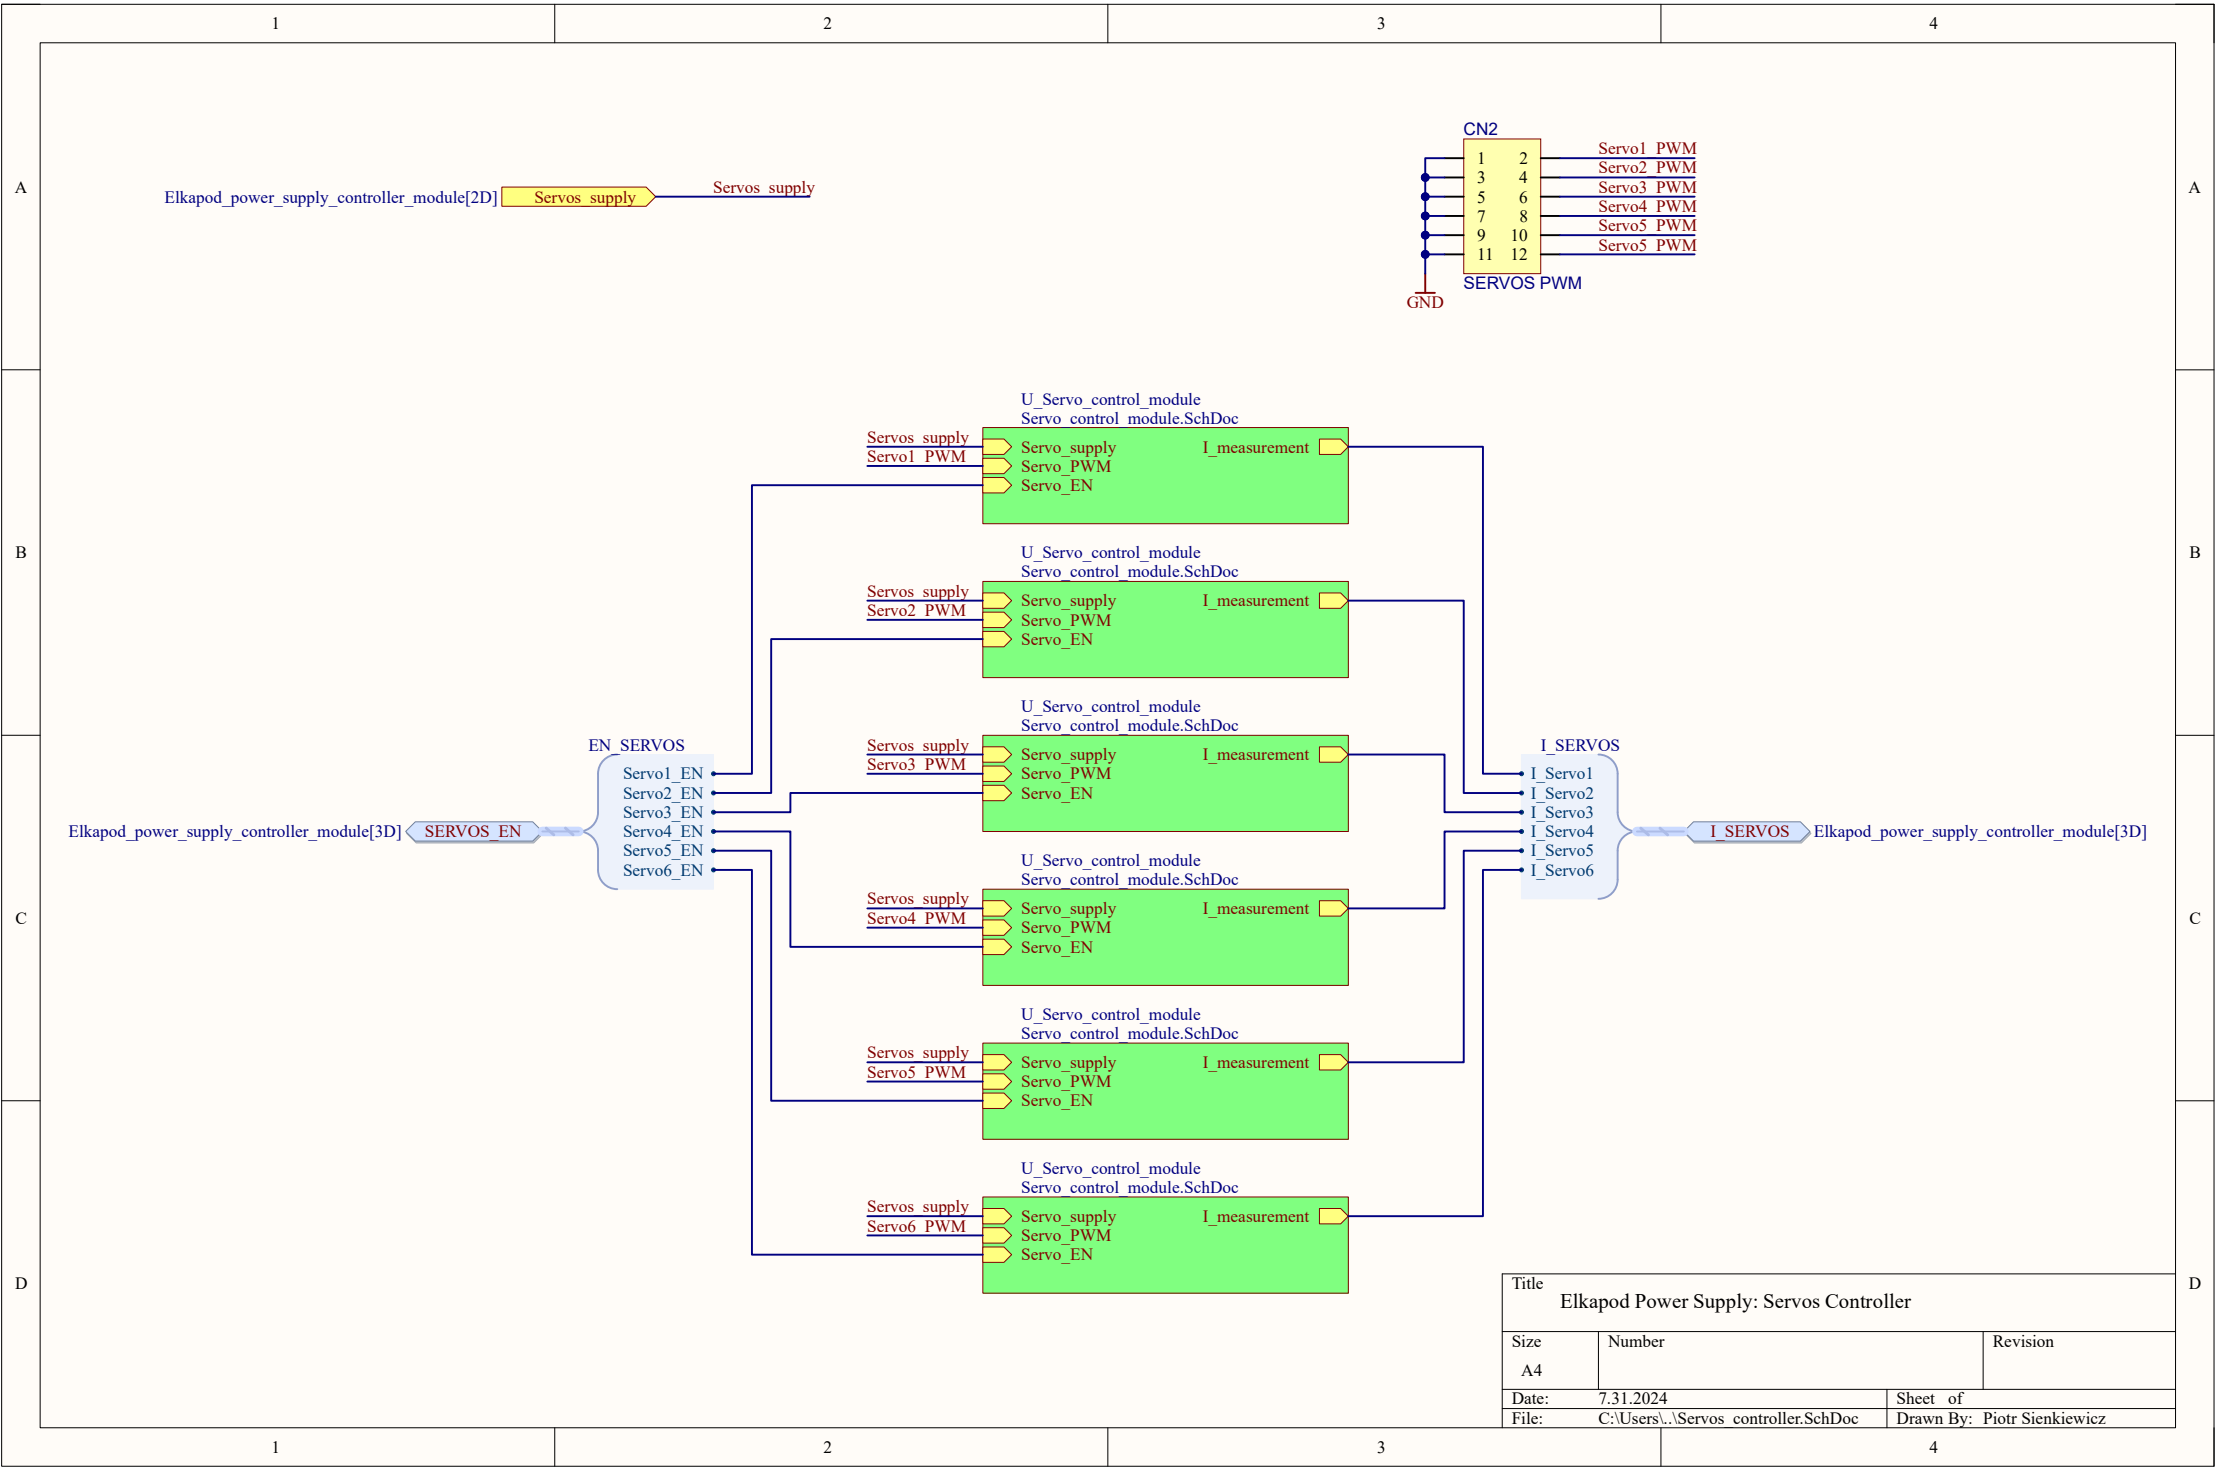 1 2 3 4
A A
CN2
Elkapod_power_supply_controller_module[2D] Servos_supply Servos_supply
1 2 Servo1_PWM
3 4 Servo2_PWM
5 6 Servo3_PWM
7 8 Servo4_PWM
9 10 Servo5_PWM
11 12 Servo5_PWM
SERVOS PWM
GND
B B
U_Servo_control_module
Servo_control_module.SchDoc
Servos_supply Servo_supply I_measurement
Servo1_PWM Servo_PWM
Servo_EN
U_Servo_control_module
Servo_control_module.SchDoc
Servos_supply Servo_supply I_measurement
Servo2_PWM Servo_PWM
Servo_EN
U_Servo_control_module
Servo_control_module.SchDoc
Servos_supply Servo_supply I_measurement
Servo3_PWM Servo_PWM
Servo_EN
EN_SERVOS
Servo1_EN
Servo2_EN
Servo3_EN
Servo4_EN
Servo5_EN
Servo6_EN
Elkapod_power_supply_controller_module[3D] SERVOS_EN
I_SERVOS
I_Servo1
I_Servo2
I_Servo3
I_Servo4
I_Servo5
I_Servo6
I_SERVOS Elkapod_power_supply_controller_module[3D]
C C
U_Servo_control_module
Servo_control_module.SchDoc
Servos_supply Servo_supply I_measurement
Servo4_PWM Servo_PWM
Servo_EN
U_Servo_control_module
Servo_control_module.SchDoc
Servos_supply Servo_supply I_measurement
Servo5_PWM Servo_PWM
Servo_EN
U_Servo_control_module
Servo_control_module.SchDoc
Servos_supply Servo_supply I_measurement
Servo6_PWM Servo_PWM
Servo_EN
D D
Title
Elkapod Power Supply: Servos Controller
Size Number Revision
A4
Date: 7.31.2024 Sheet of
File: C:\Users\..\Servos_controller.SchDoc Drawn By: Piotr Sienkiewicz
1 2 3 4